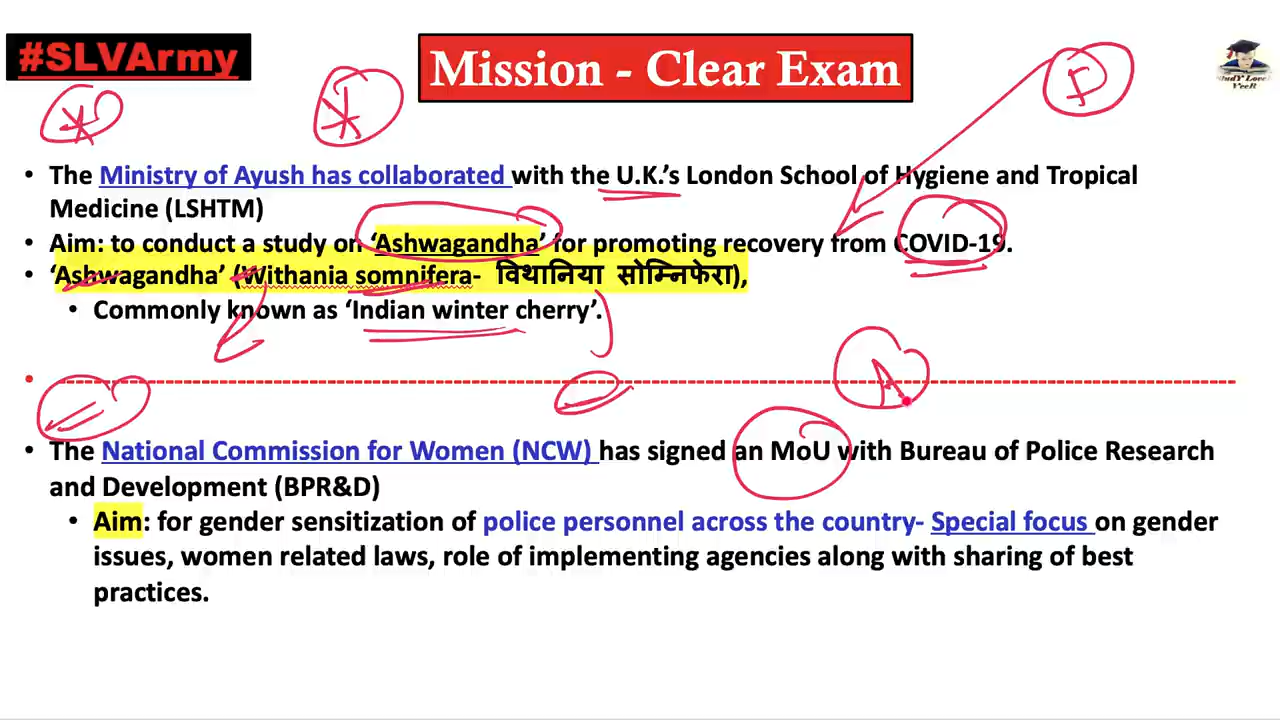 #SLVArmy
Mission - Clear Exam
StudY Lover
VeeR
P
• The Ministry of Ayush has collaborated with the U.K.'s London School of Hygiene and Tropical
Medicine (LSHTM)
• Aim: to conduct a study on ‘Ashwagandha’ for promoting recovery from COVID-19.
• ‘Ashwagandha’ (Withania somnifera- विथानिया सोम्निफेरा),
• Commonly known as ‘Indian winter cherry’.
A
• The National Commission for Women (NCW) has signed an MoU with Bureau of Police Research
and Development (BPR&D)
• Aim: for gender sensitization of police personnel across the country- Special focus on gender
issues, women related laws, role of implementing agencies along with sharing of best
practices.